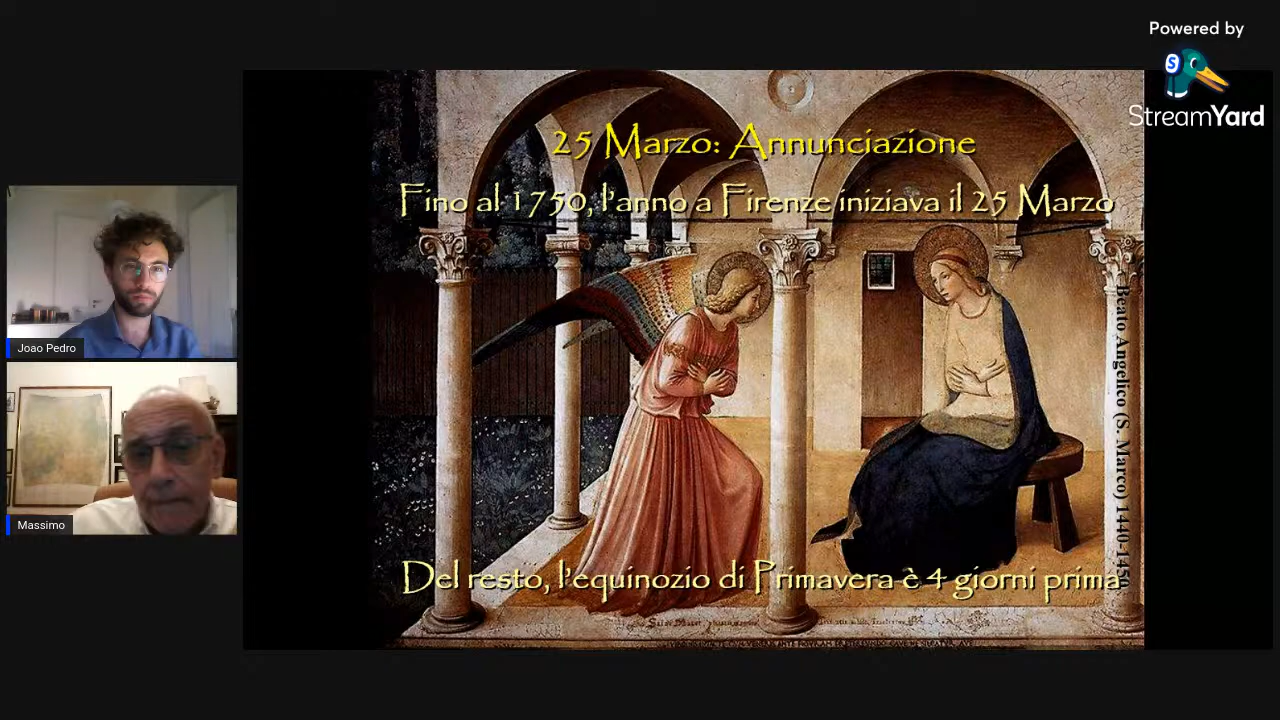 Powered by
S
StreamYard
25 Marzo: Annunciazione
Fino al 1750, l'anno a Firenze iniziava il 25 Marzo
Beato Angelico (S. Marco) 1440-1450
Joao Pedro
Massimo
Del resto, l'equinozio di Primavera è 4 giorni prima